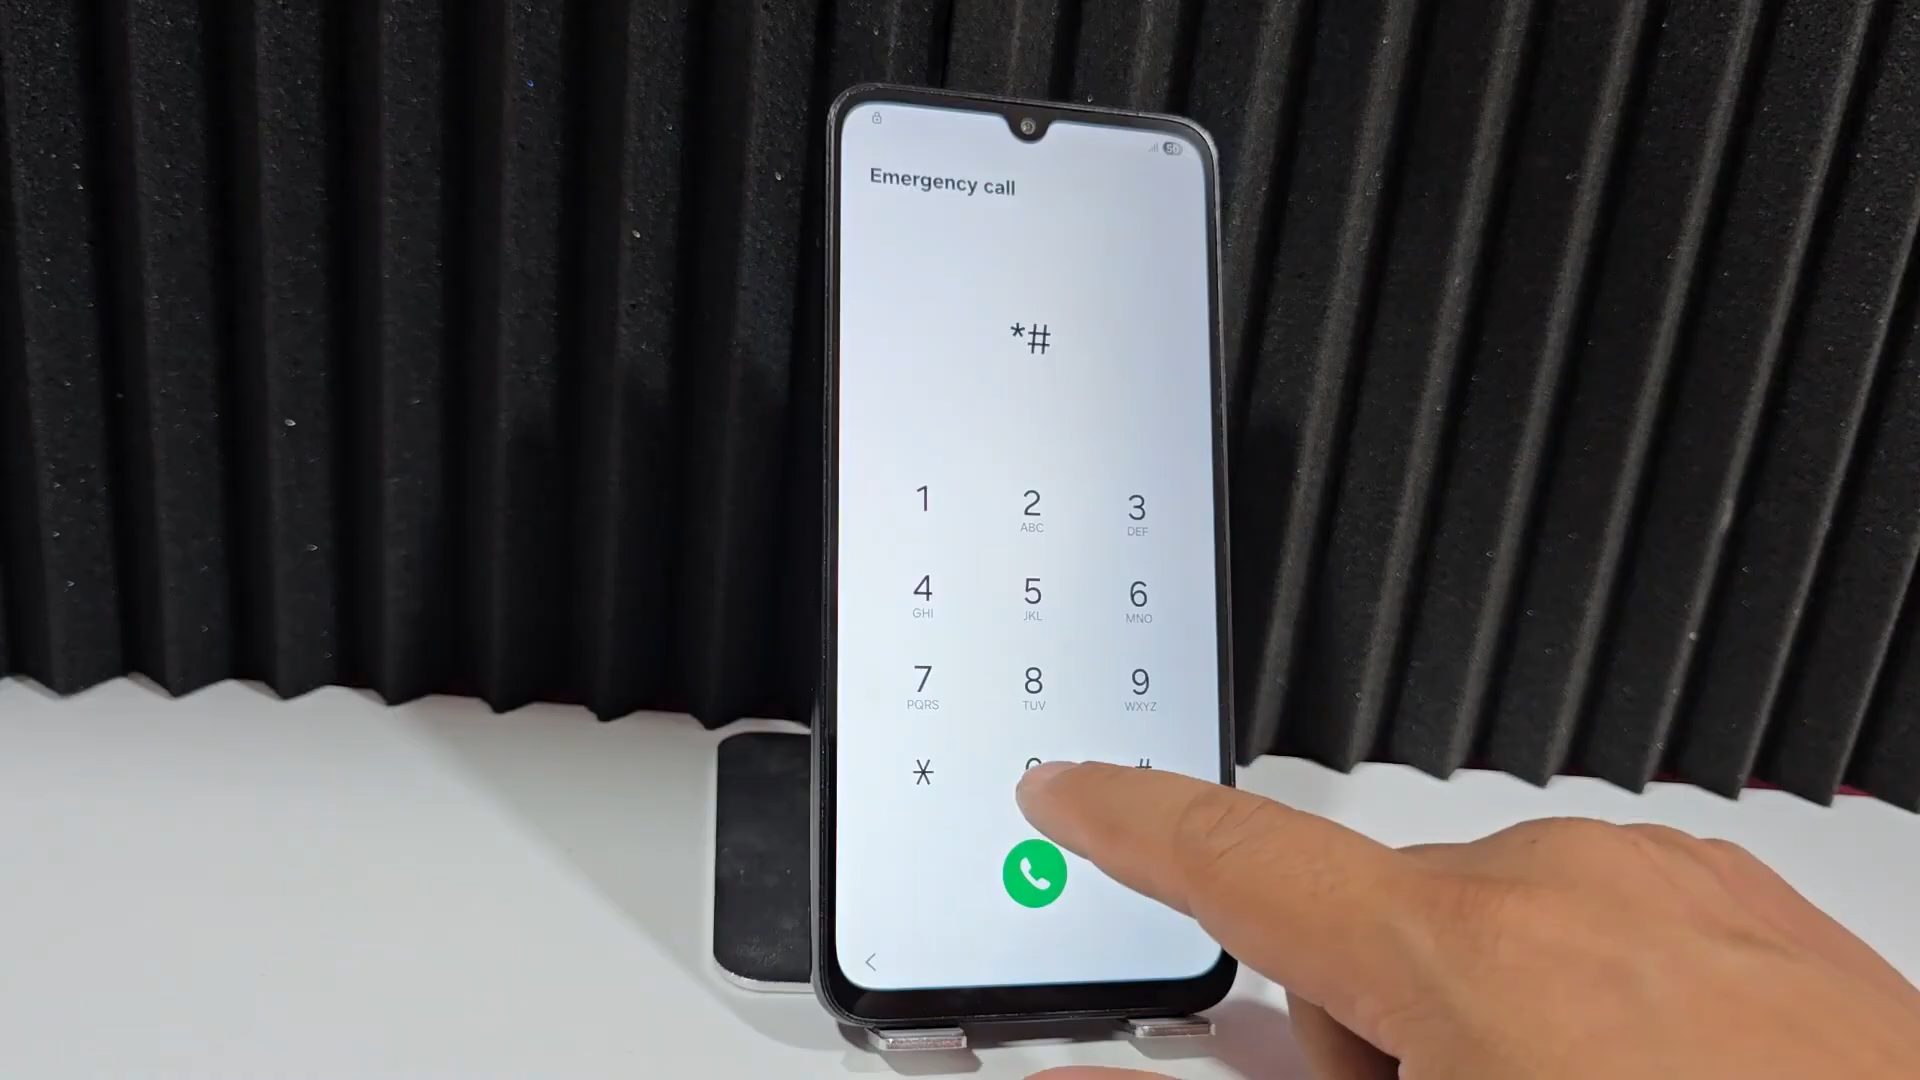 50
Emergency call
*#
1 2 3
ABC DEF
4 5 6
GHI JKL MNO
7 8 9
PQRS TUV WXYZ
* #